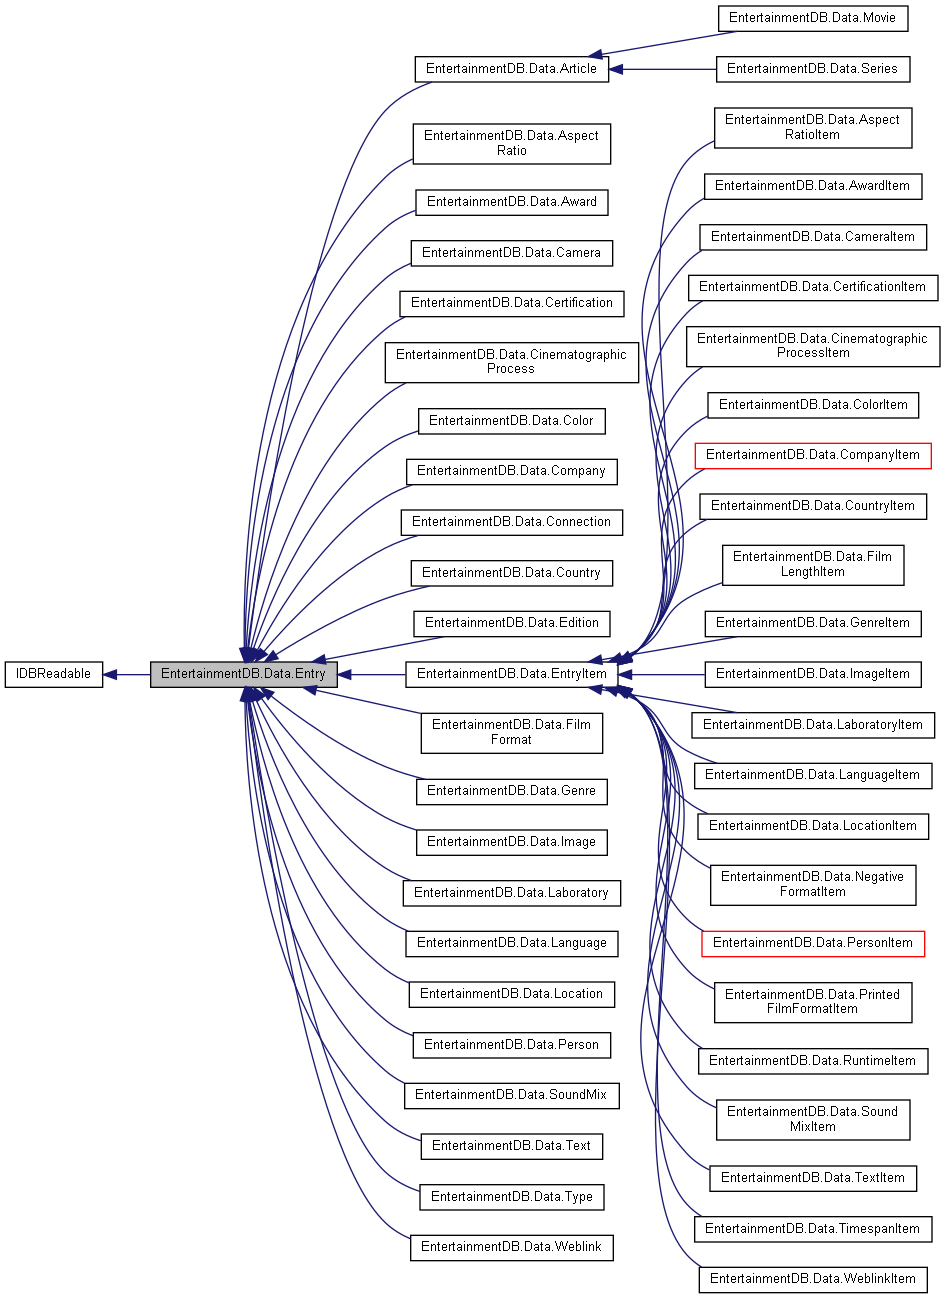 IDBReadable
EntertainmentDB.Data.Entry
EntertainmentDB.Data.Article
EntertainmentDB.Data.Aspect
Ratio
EntertainmentDB.Data.Award
EntertainmentDB.Data.Camera
EntertainmentDB.Data.Certification
EntertainmentDB.Data.Cinematographic
Process
EntertainmentDB.Data.Color
EntertainmentDB.Data.Company
EntertainmentDB.Data.Connection
EntertainmentDB.Data.Country
EntertainmentDB.Data.Edition
EntertainmentDB.Data.EntryItem
EntertainmentDB.Data.Film
Format
EntertainmentDB.Data.Genre
EntertainmentDB.Data.Image
EntertainmentDB.Data.Laboratory
EntertainmentDB.Data.Language
EntertainmentDB.Data.Location
EntertainmentDB.Data.Person
EntertainmentDB.Data.SoundMix
EntertainmentDB.Data.Text
EntertainmentDB.Data.Type
EntertainmentDB.Data.Weblink
EntertainmentDB.Data.Movie
EntertainmentDB.Data.Series
EntertainmentDB.Data.Aspect
RatioItem
EntertainmentDB.Data.AwardItem
EntertainmentDB.Data.CameraItem
EntertainmentDB.Data.CertificationItem
EntertainmentDB.Data.Cinematographic
ProcessItem
EntertainmentDB.Data.ColorItem
EntertainmentDB.Data.CompanyItem
EntertainmentDB.Data.CountryItem
EntertainmentDB.Data.Film
LengthItem
EntertainmentDB.Data.GenreItem
EntertainmentDB.Data.ImageItem
EntertainmentDB.Data.LaboratoryItem
EntertainmentDB.Data.LanguageItem
EntertainmentDB.Data.LocationItem
EntertainmentDB.Data.Negative
FormatItem
EntertainmentDB.Data.PersonItem
EntertainmentDB.Data.Printed
FilmFormatItem
EntertainmentDB.Data.RuntimeItem
EntertainmentDB.Data.Sound
MixItem
EntertainmentDB.Data.TextItem
EntertainmentDB.Data.TimespanItem
EntertainmentDB.Data.WeblinkItem